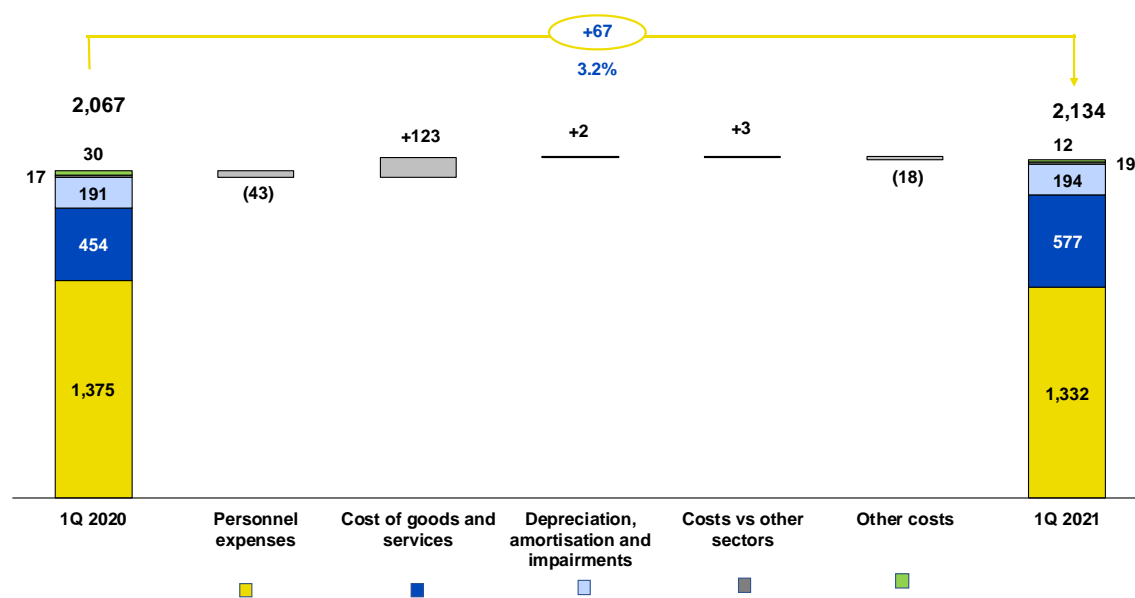 +67
3.2%
2,067
2,134
+123
+2
+3
30
12
17
19
191
(43)
(18)
194
454
577
1,375
1,332
1Q 2020
Personnel
expenses
Cost of goods and
services
Depreciation,
amortisation and
impairments
Costs vs other
sectors
Other costs
1Q 2021